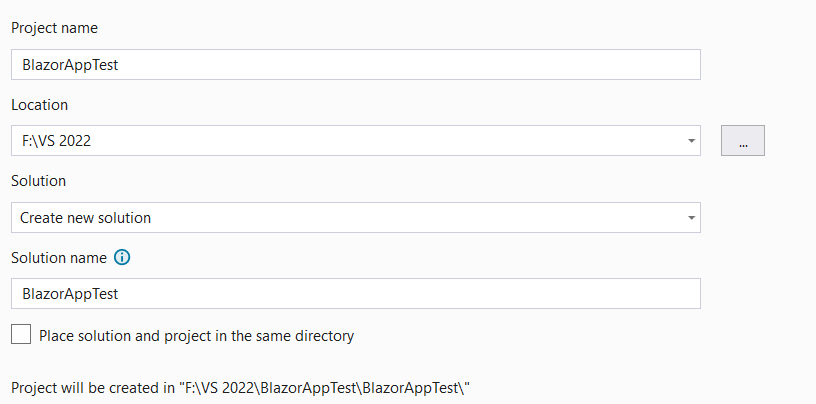 Project name
BlazorAppTest
Location
F:\VS 2022
...
Solution
Create new solution
Solution name
BlazorAppTest
Place solution and project in the same directory
Project will be created in "F:\VS 2022\BlazorAppTest\BlazorAppTest\"